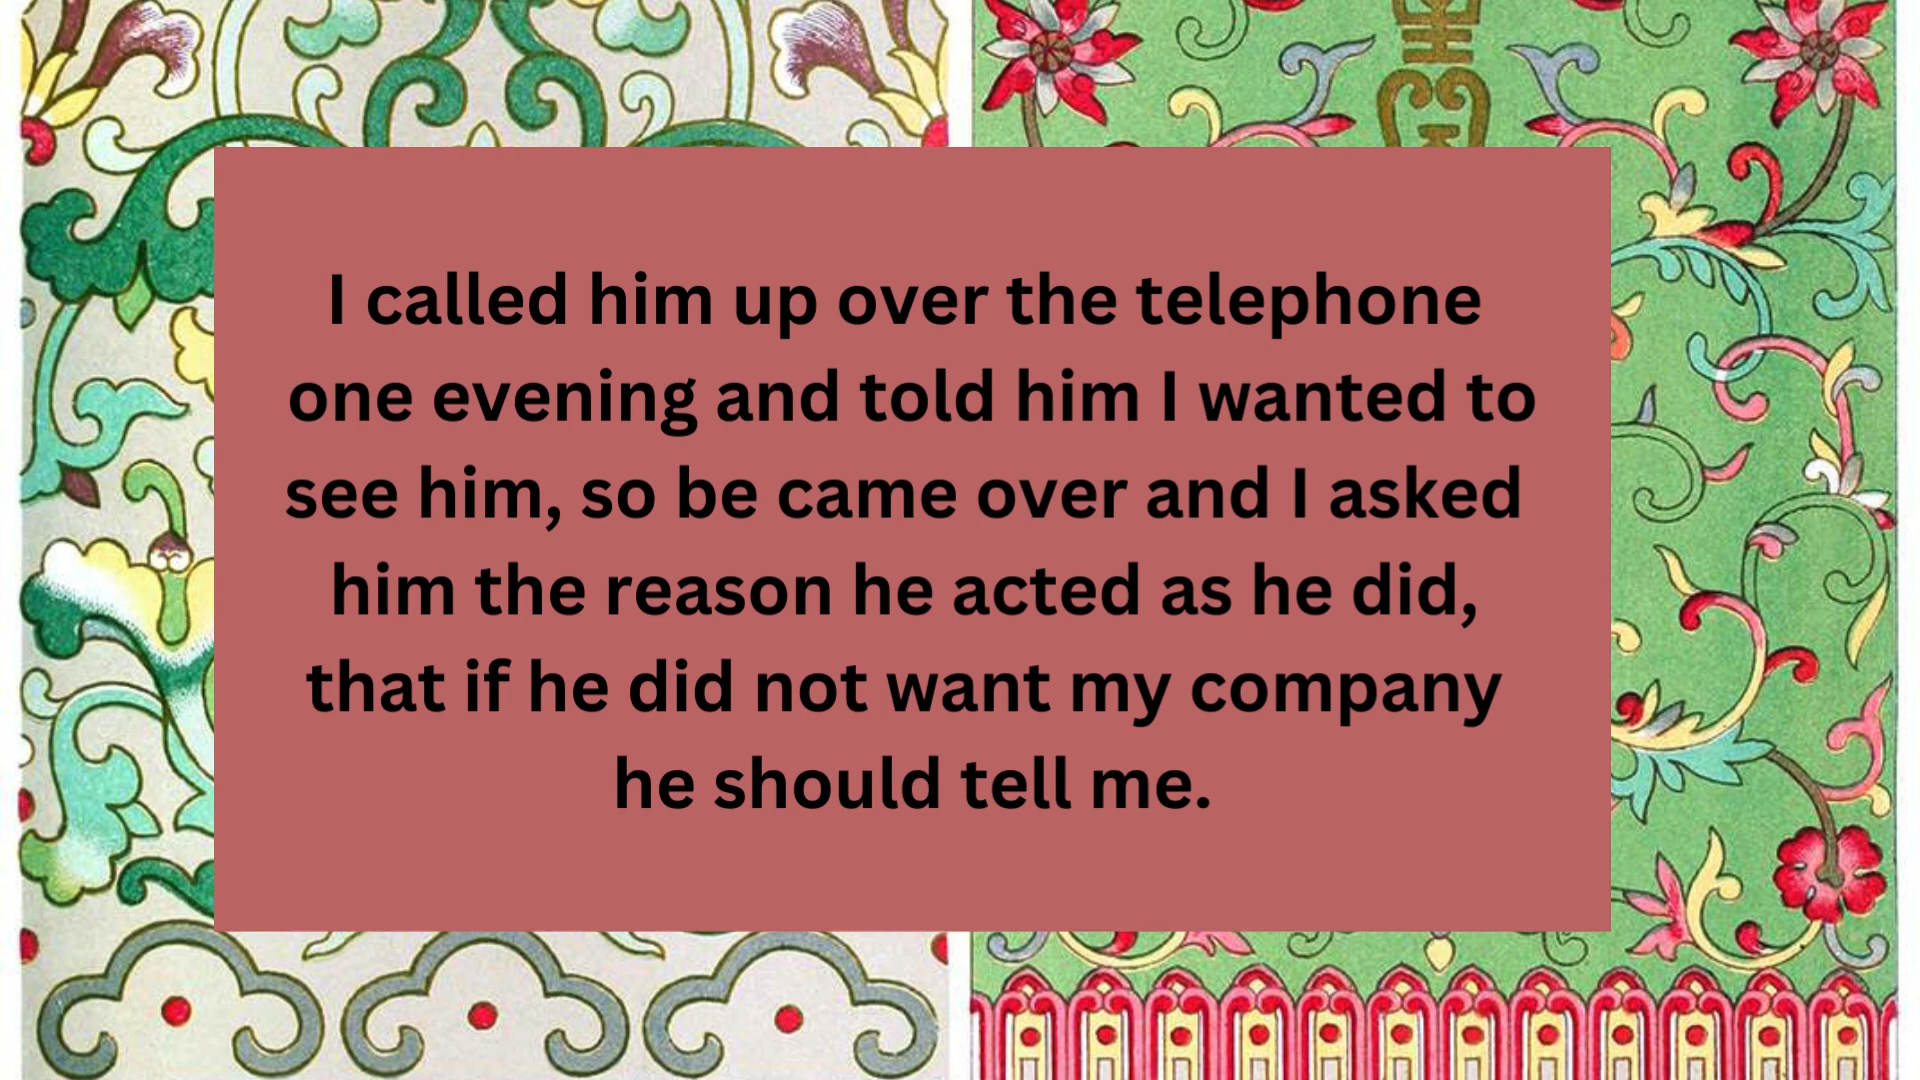 I called him up over the telephone
one evening and told him I wanted to
see him, so be came over and I asked
him the reason he acted as he did,
that if he did not want my company
he should tell me.